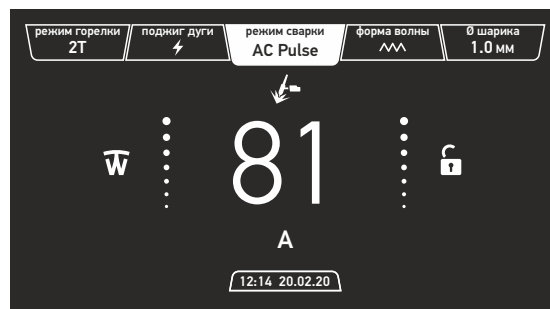 режим горелки
2T
поджиг дуги
режим сварки
AC Pulse
форма волны
Ø шарика
1.0 мм
81
A
12:14 20.02.20